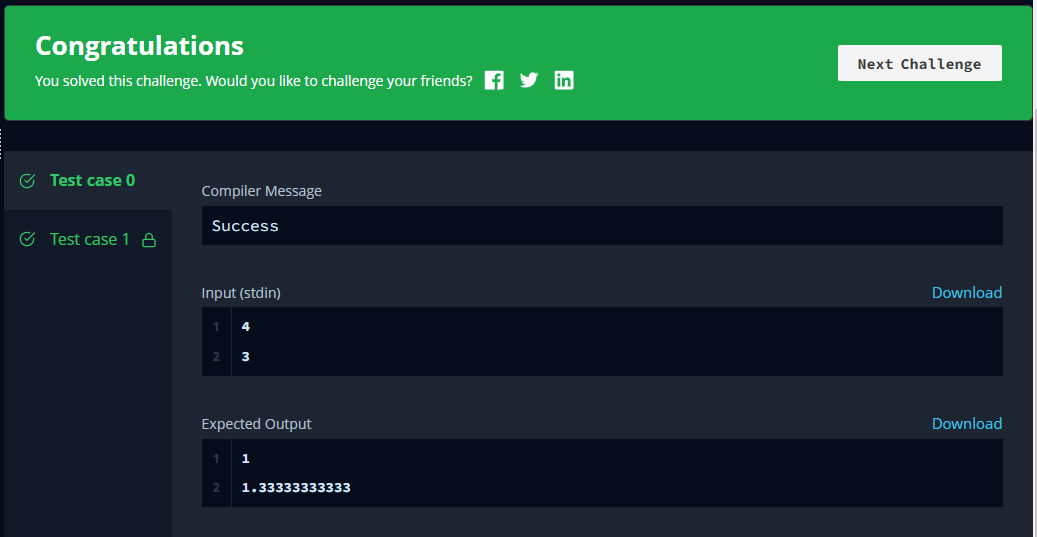 Congratulations
You solved this challenge. Would you like to challenge your friends?
Next Challenge
Test case 0
Test case 1
Compiler Message
Success
Input (stdin)
Download
1 4
2 3
Expected Output
Download
1 1
2 1.33333333333